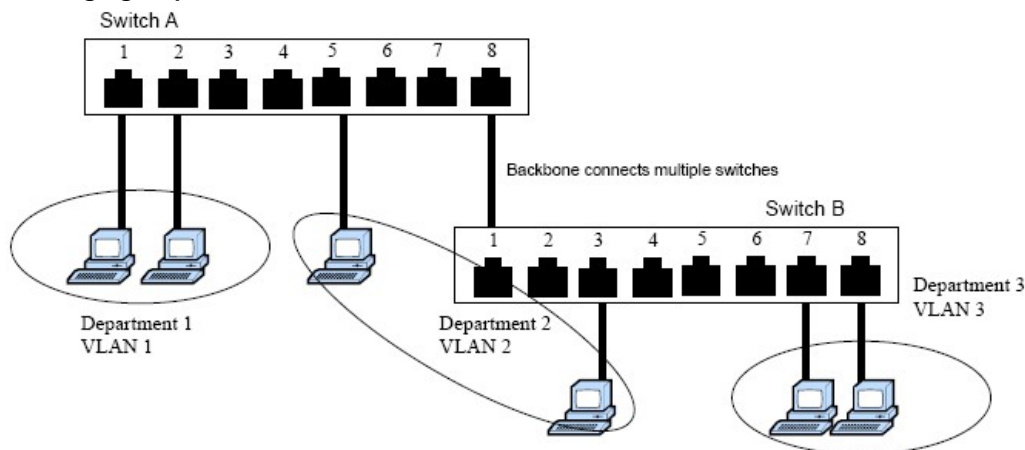 Switch A
1 2 3 4 5 6 7 8
Backbone connects multiple switches
Switch B
1 2 3 4 5 6 7 8
Department 1
VLAN 1
Department 2
VLAN 2
Department 3
VLAN 3